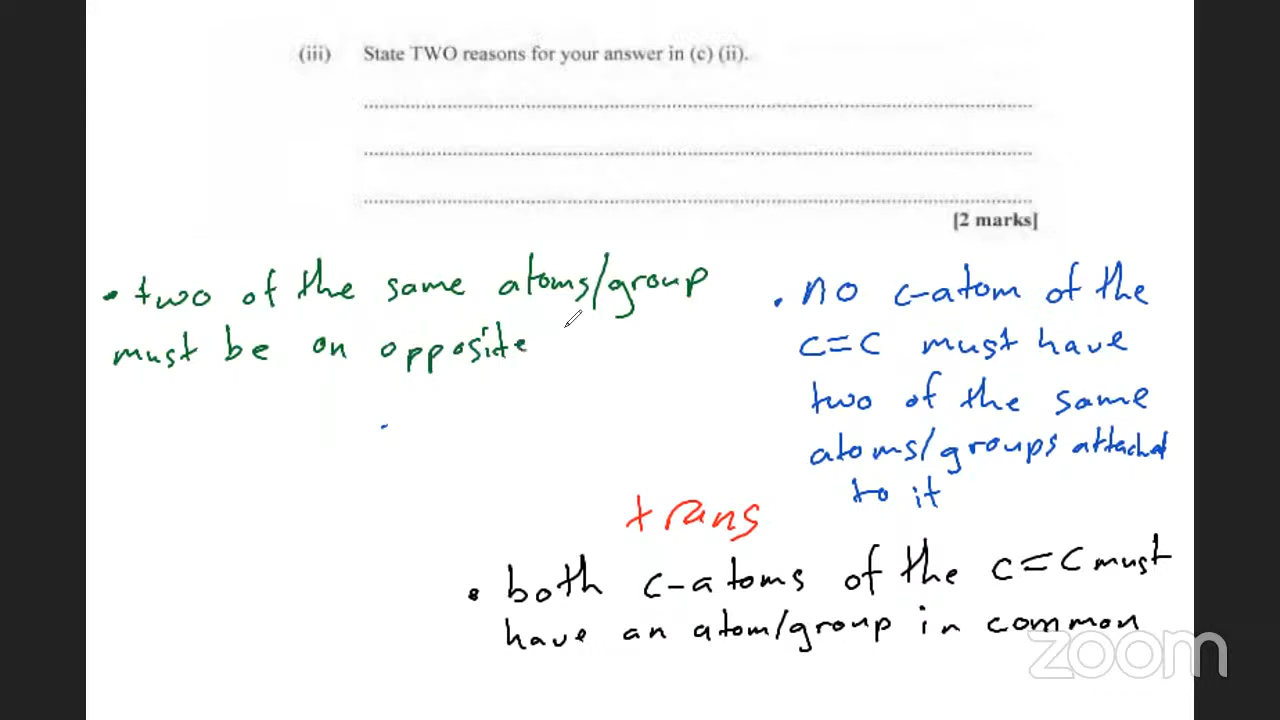 (iii) State TWO reasons for your answer in (c) (ii).
[2 marks]
• two of the same atoms/group
must be on opposite
• no c-atom of the
c=c must have
two of the same
atoms/groups attached
to it
trans
• both c-atoms of the c=c must
have an atom/group in common
zoom